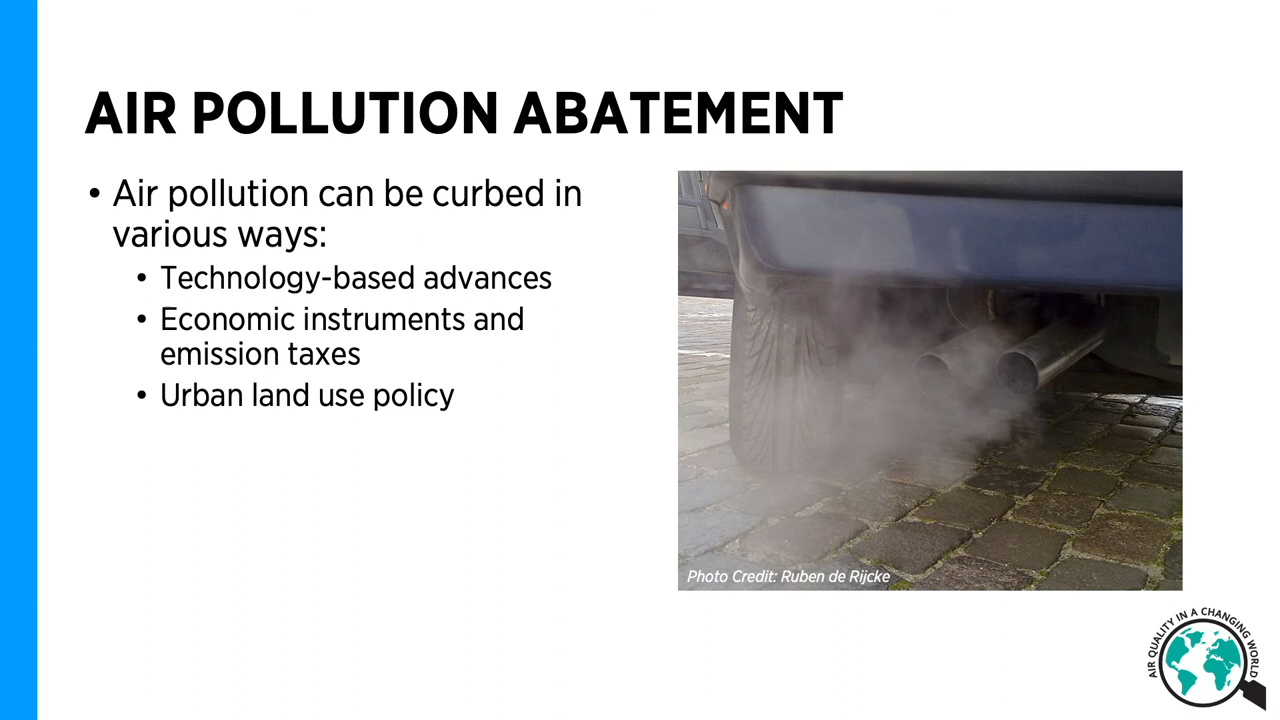 AIR POLLUTION ABATEMENT
• Air pollution can be curbed in
various ways:
• Technology-based advances
• Economic instruments and
emission taxes
• Urban land use policy
Photo Credit: Ruben de Rijcke
AIR QUALITY IN A CHANGING WORLD